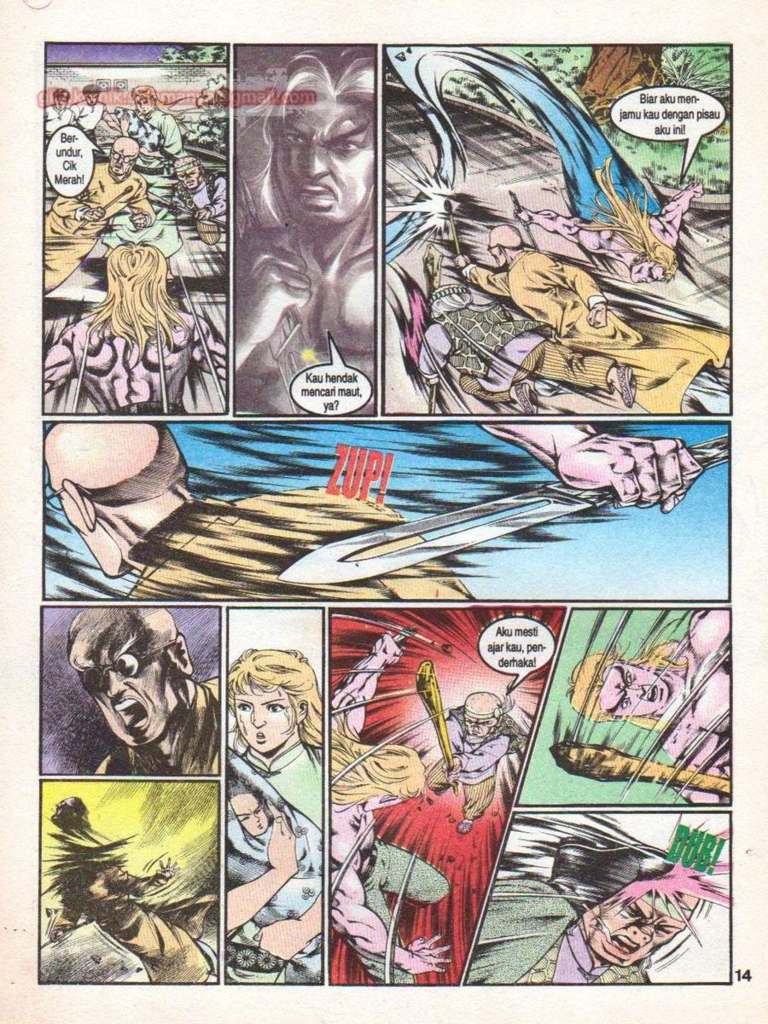 Ber-
undur,
Cik
Merah!
Kau hendak
mencari maut,
ya?
Biar aku men-
jamu kau dengan pisau
aku ini!
ZUP!
Aku mesti
ajar kau, pen-
derhaka!
DUB!
14